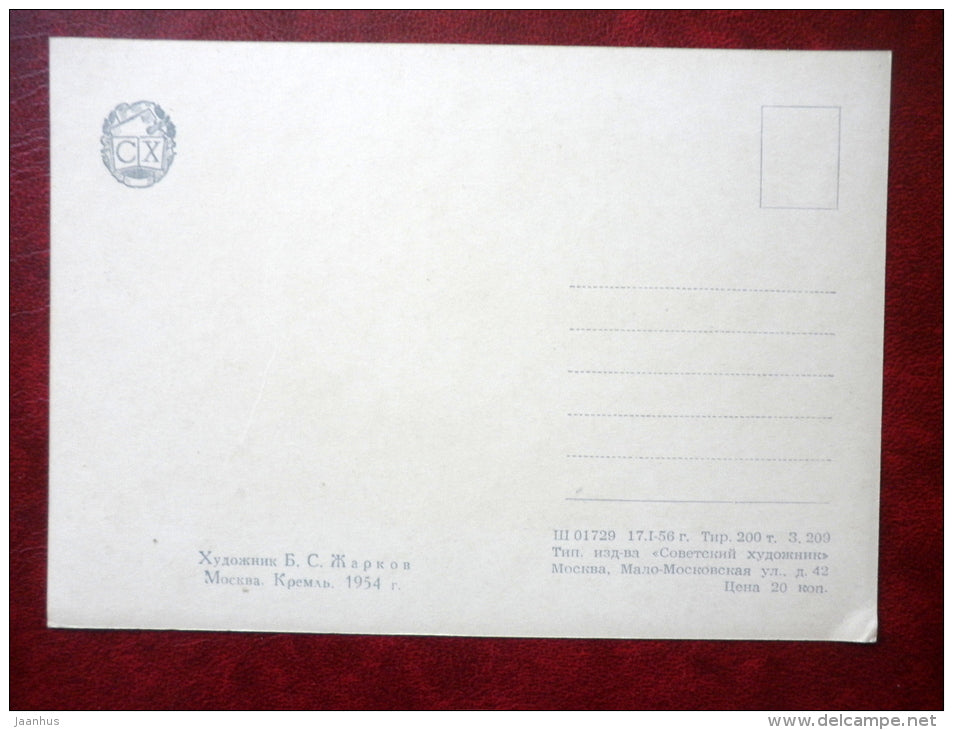 СХ
Художник Б. С. Жарков
Москва. Кремль. 1954 г.
Ш 01729 17.I-56 г. Тир. 200 т. З. 209
Тип. изд-ва «Советский художник»
Москва, Мало-Московская ул., д. 42
Цена 20 коп.
jaanhus
www.delcampe.net